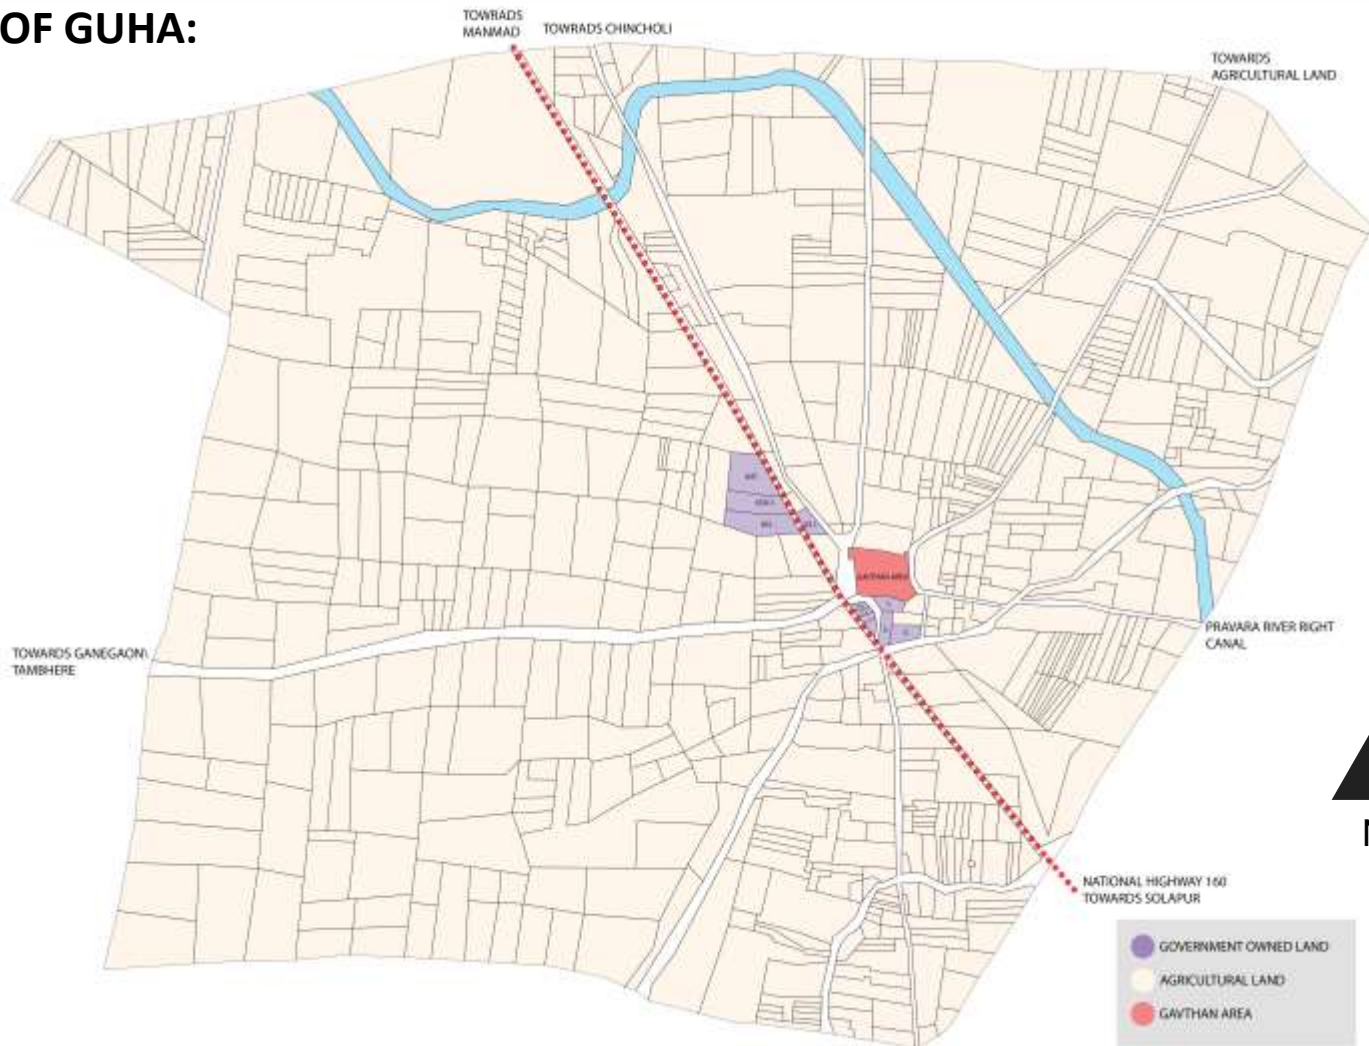 OF GUHA:
TOWRADS
MANMAD
TOWRADS CHINCHOLI
TOWARDS
AGRICULTURAL LAND
GAVTHAN AREA
PRAVARA RIVER RIGHT
CANAL
TOWARDS GANEGAON\
TAMBHERE
N
NATIONAL HIGHWAY 160
TOWARDS SOLAPUR
GOVERNMENT OWNED LAND
AGRICULTURAL LAND
GAVTHAN AREA